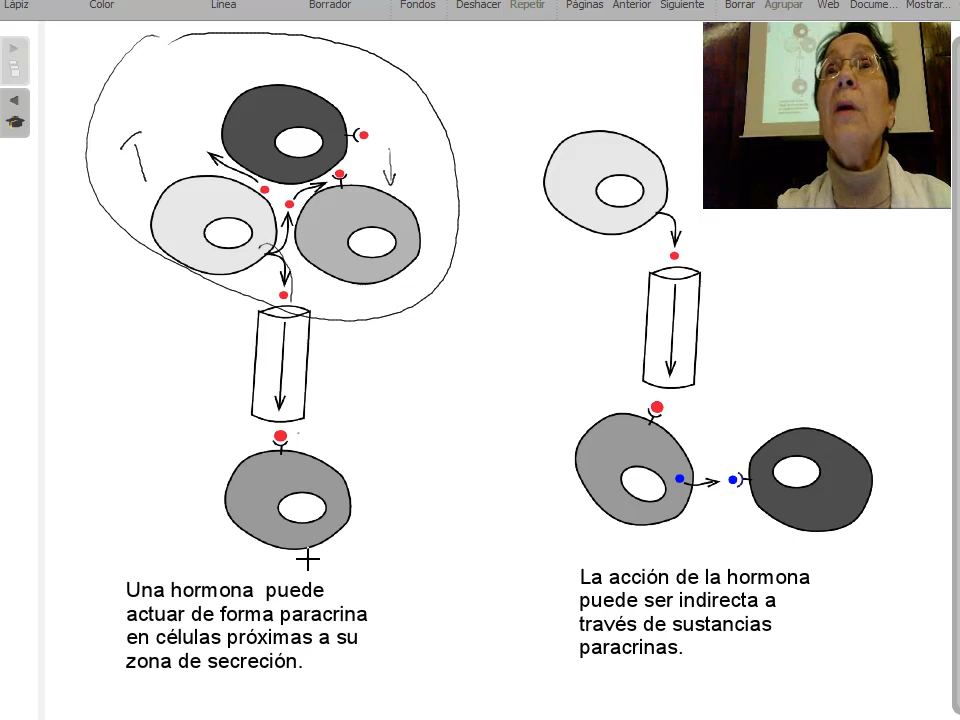 Lápiz Color Línea Borrador Fondos Deshacer Repetir Páginas Anterior Siguiente Borrar Agrupar Web Docume... Mostrar...
Una hormona puede
actuar de forma paracrina
en células próximas a su
zona de secreción.
La acción de la hormona
puede ser indirecta a
través de sustancias
paracrinas.